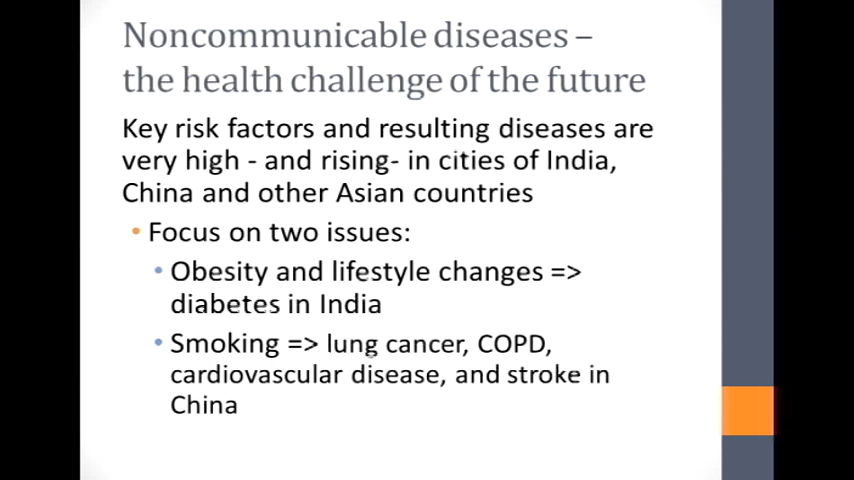 Noncommunicable diseases –
the health challenge of the future
Key risk factors and resulting diseases are
very high - and rising- in cities of India,
China and other Asian countries
• Focus on two issues:
• Obesity and lifestyle changes =>
diabetes in India
• Smoking => lung cancer, COPD,
cardiovascular disease, and stroke in
China